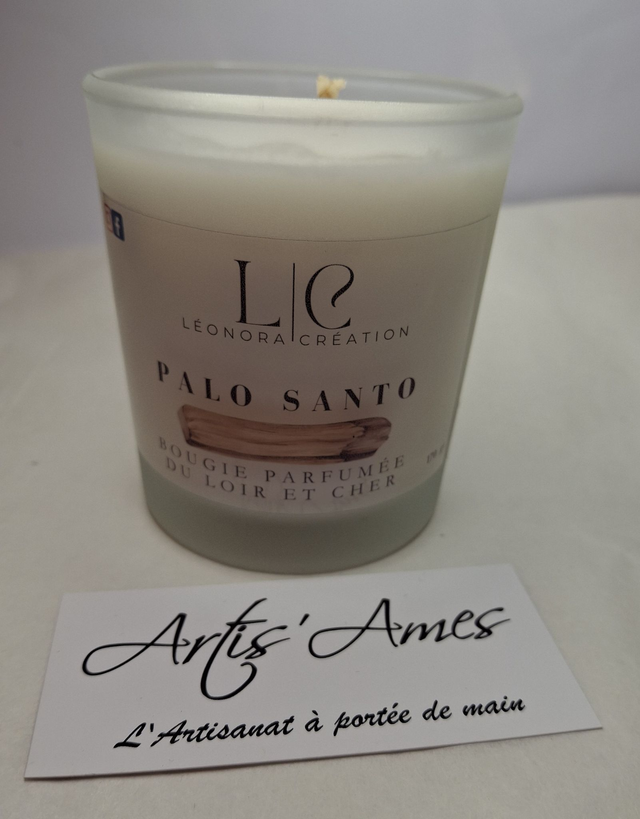 f
L|C
LÉONORA CRÉATION
PALO SANTO
BOUGIE PARFUMÉE
DU LOIR ET CHER
Artis'Ames
L'Artisanat à portée de main